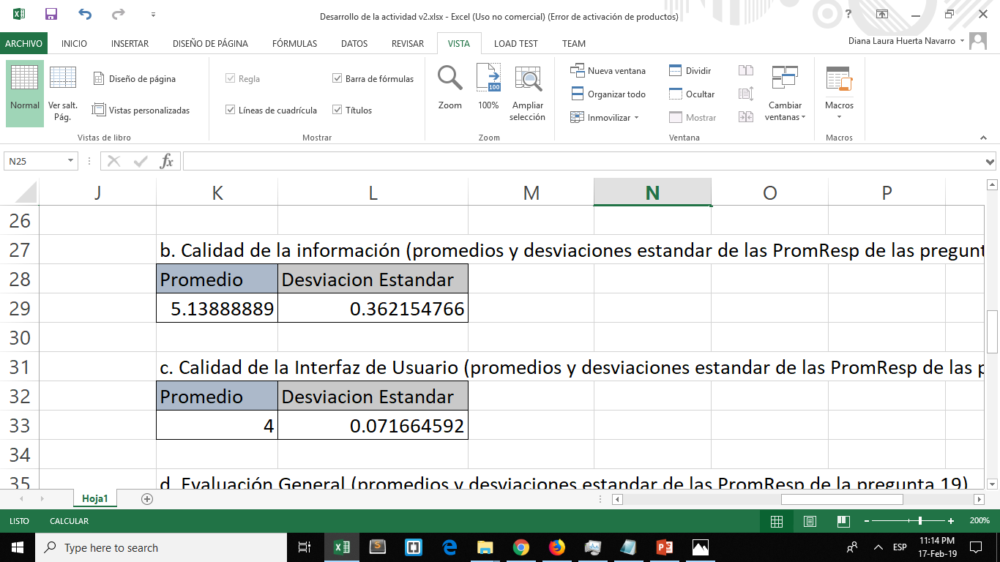 Desarrollo de la actividad v2.xlsx - Excel (Uso no comercial) (Error de activación de productos)
ARCHIVO INICIO INSERTAR DISEÑO DE PÁGINA FÓRMULAS DATOS REVISAR VISTA LOAD TEST TEAM Diana Laura Huerta Navarro
Normal
Ver salt. Pág.
Diseño de página
Vistas personalizadas
Vistas de libro
Regla
Barra de fórmulas
Líneas de cuadrícula
Títulos
Mostrar
Zoom
100
100%
Ampliar selección
Zoom
Nueva ventana
Organizar todo
Inmovilizar
Dividir
Ocultar
Mostrar
Cambiar ventanas
Ventana
Macros
Macros
N25 fx
J K L M N O P
26
27 b. Calidad de la información (promedios y desviaciones estandar de las PromResp de las pregunt
28 Promedio Desviacion Estandar
29 5.13888889 0.362154766
30
31 c. Calidad de la Interfaz de Usuario (promedios y desviaciones estandar de las PromResp de las p
32 Promedio Desviacion Estandar
33 4 0.071664592
34
35 d. Evaluación General (promedios y desviaciones estandar de las PromResp de la pregunta 19)
Hoja1
LISTO CALCULAR 200%
Type here to search ESP 11:14 PM
17-Feb-19